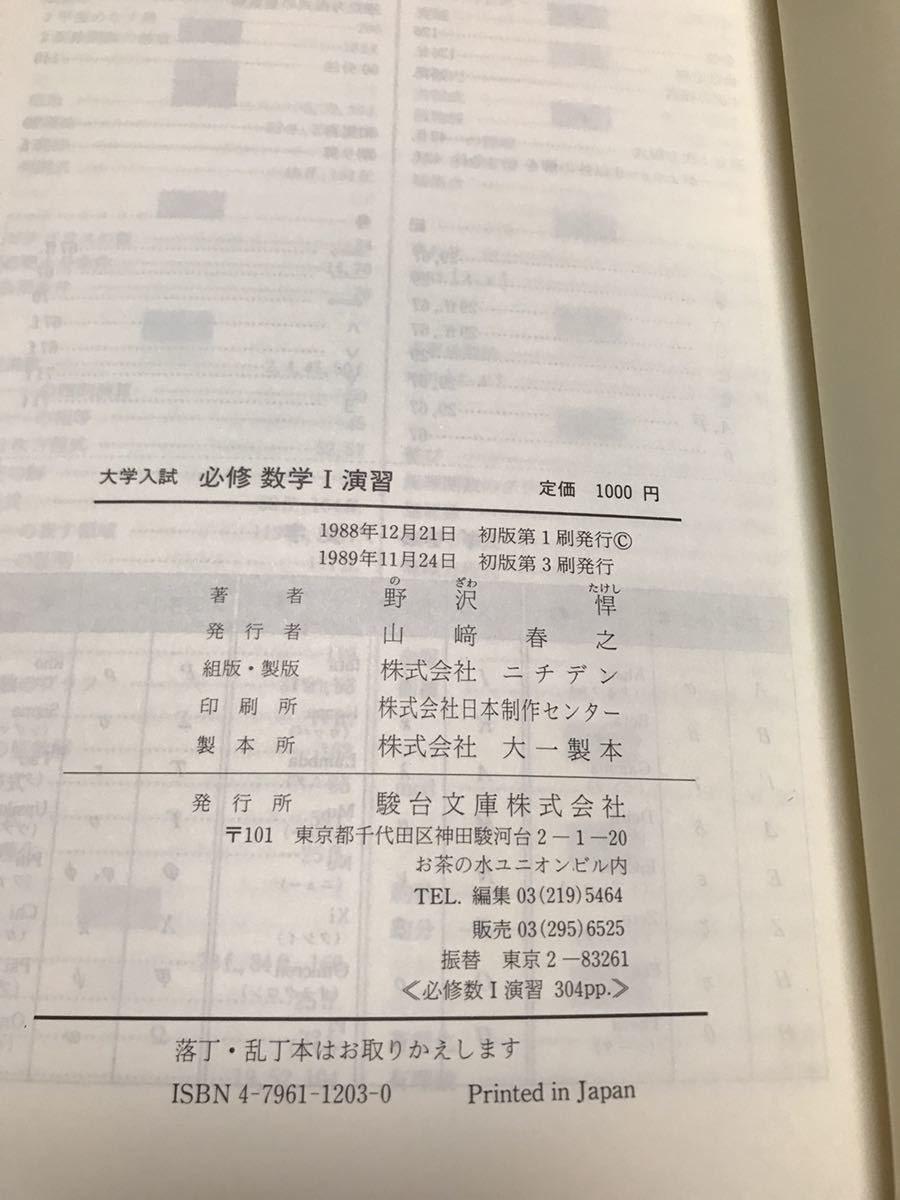 大学入試 必修 数学I演習 定価 1000円
1988年12月21日 初版第1刷発行©
1989年11月24日 初版第3刷発行
の ざわ たけし
著者 野沢 悍
発行者 山﨑春之
組版・製版 株式会社 ニチデン
印刷所 株式会社日本制作センター
製本所 株式会社 大一製本
発行所 駿台文庫株式会社
〒101 東京都千代田区神田駿河台2-1-20
お茶の水ユニオンビル内
TEL. 編集 03(219)5464
販売 03(295)6525
振替 東京2-83261
≪必修数I演習 304pp.≫
落丁・乱丁本はお取りかえします
ISBN 4-7961-1203-0 Printed in Japan